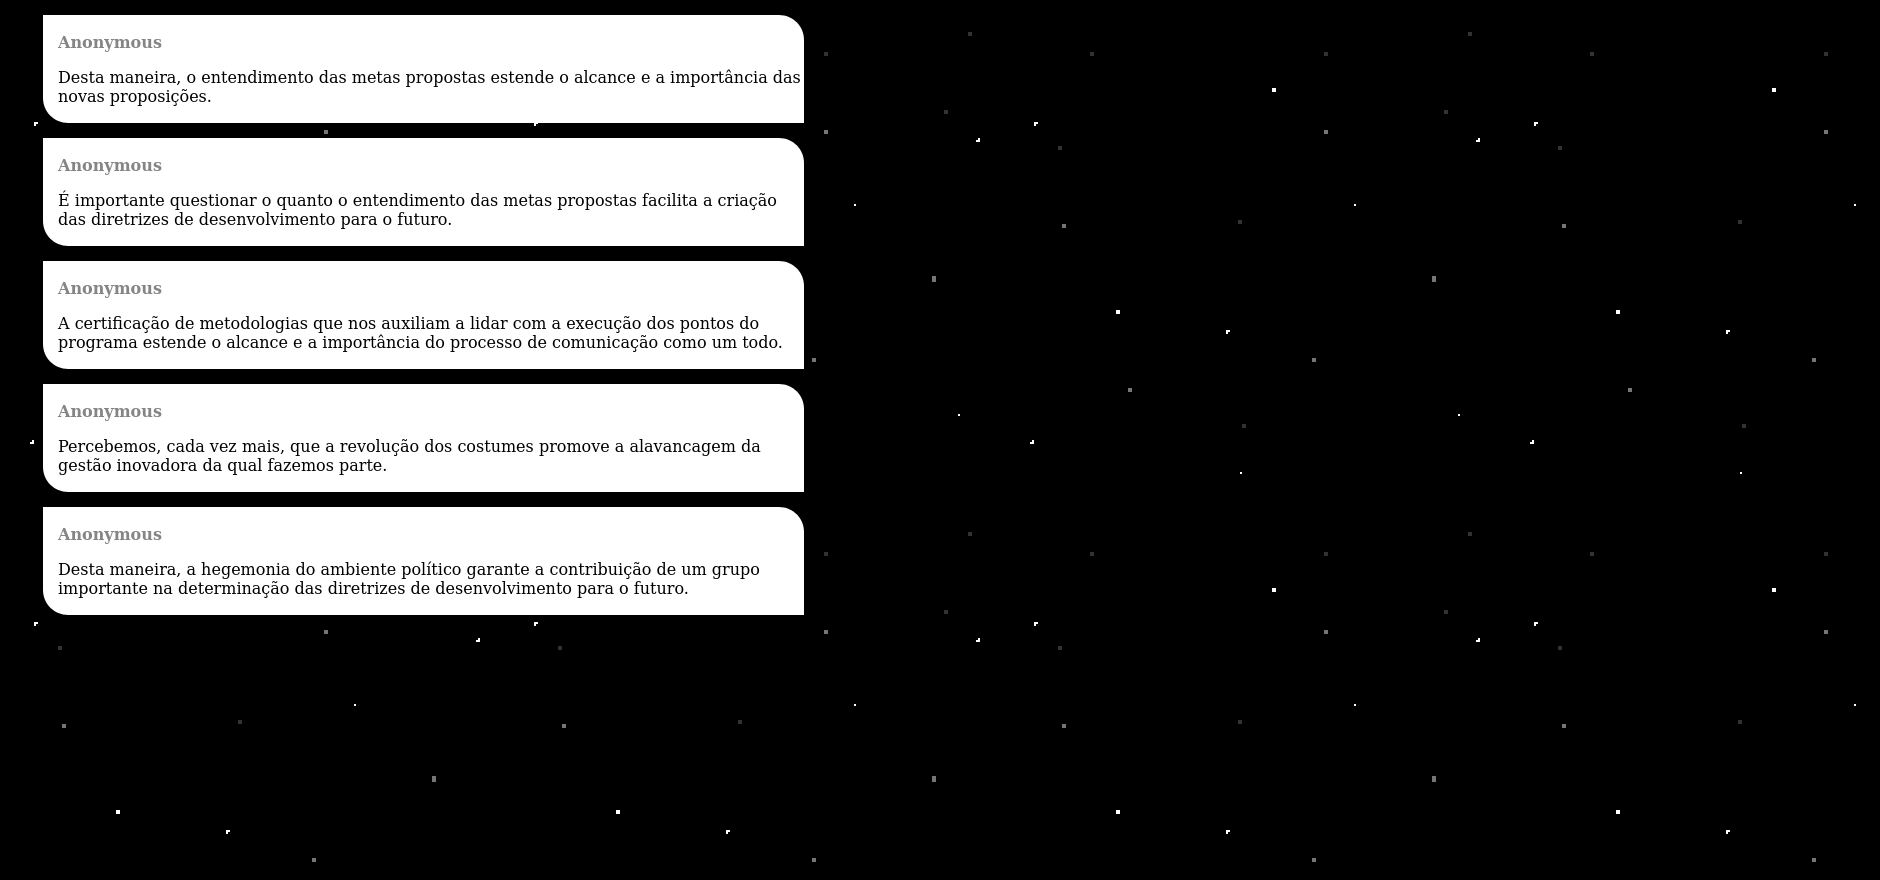 Anonymous
Desta maneira, o entendimento das metas propostas estende o alcance e a importância das
novas proposições.
Anonymous
É importante questionar o quanto o entendimento das metas propostas facilita a criação
das diretrizes de desenvolvimento para o futuro.
Anonymous
A certificação de metodologias que nos auxiliam a lidar com a execução dos pontos do
programa estende o alcance e a importância do processo de comunicação como um todo.
Anonymous
Percebemos, cada vez mais, que a revolução dos costumes promove a alavancagem da
gestão inovadora da qual fazemos parte.
Anonymous
Desta maneira, a hegemonia do ambiente político garante a contribuição de um grupo
importante na determinação das diretrizes de desenvolvimento para o futuro.